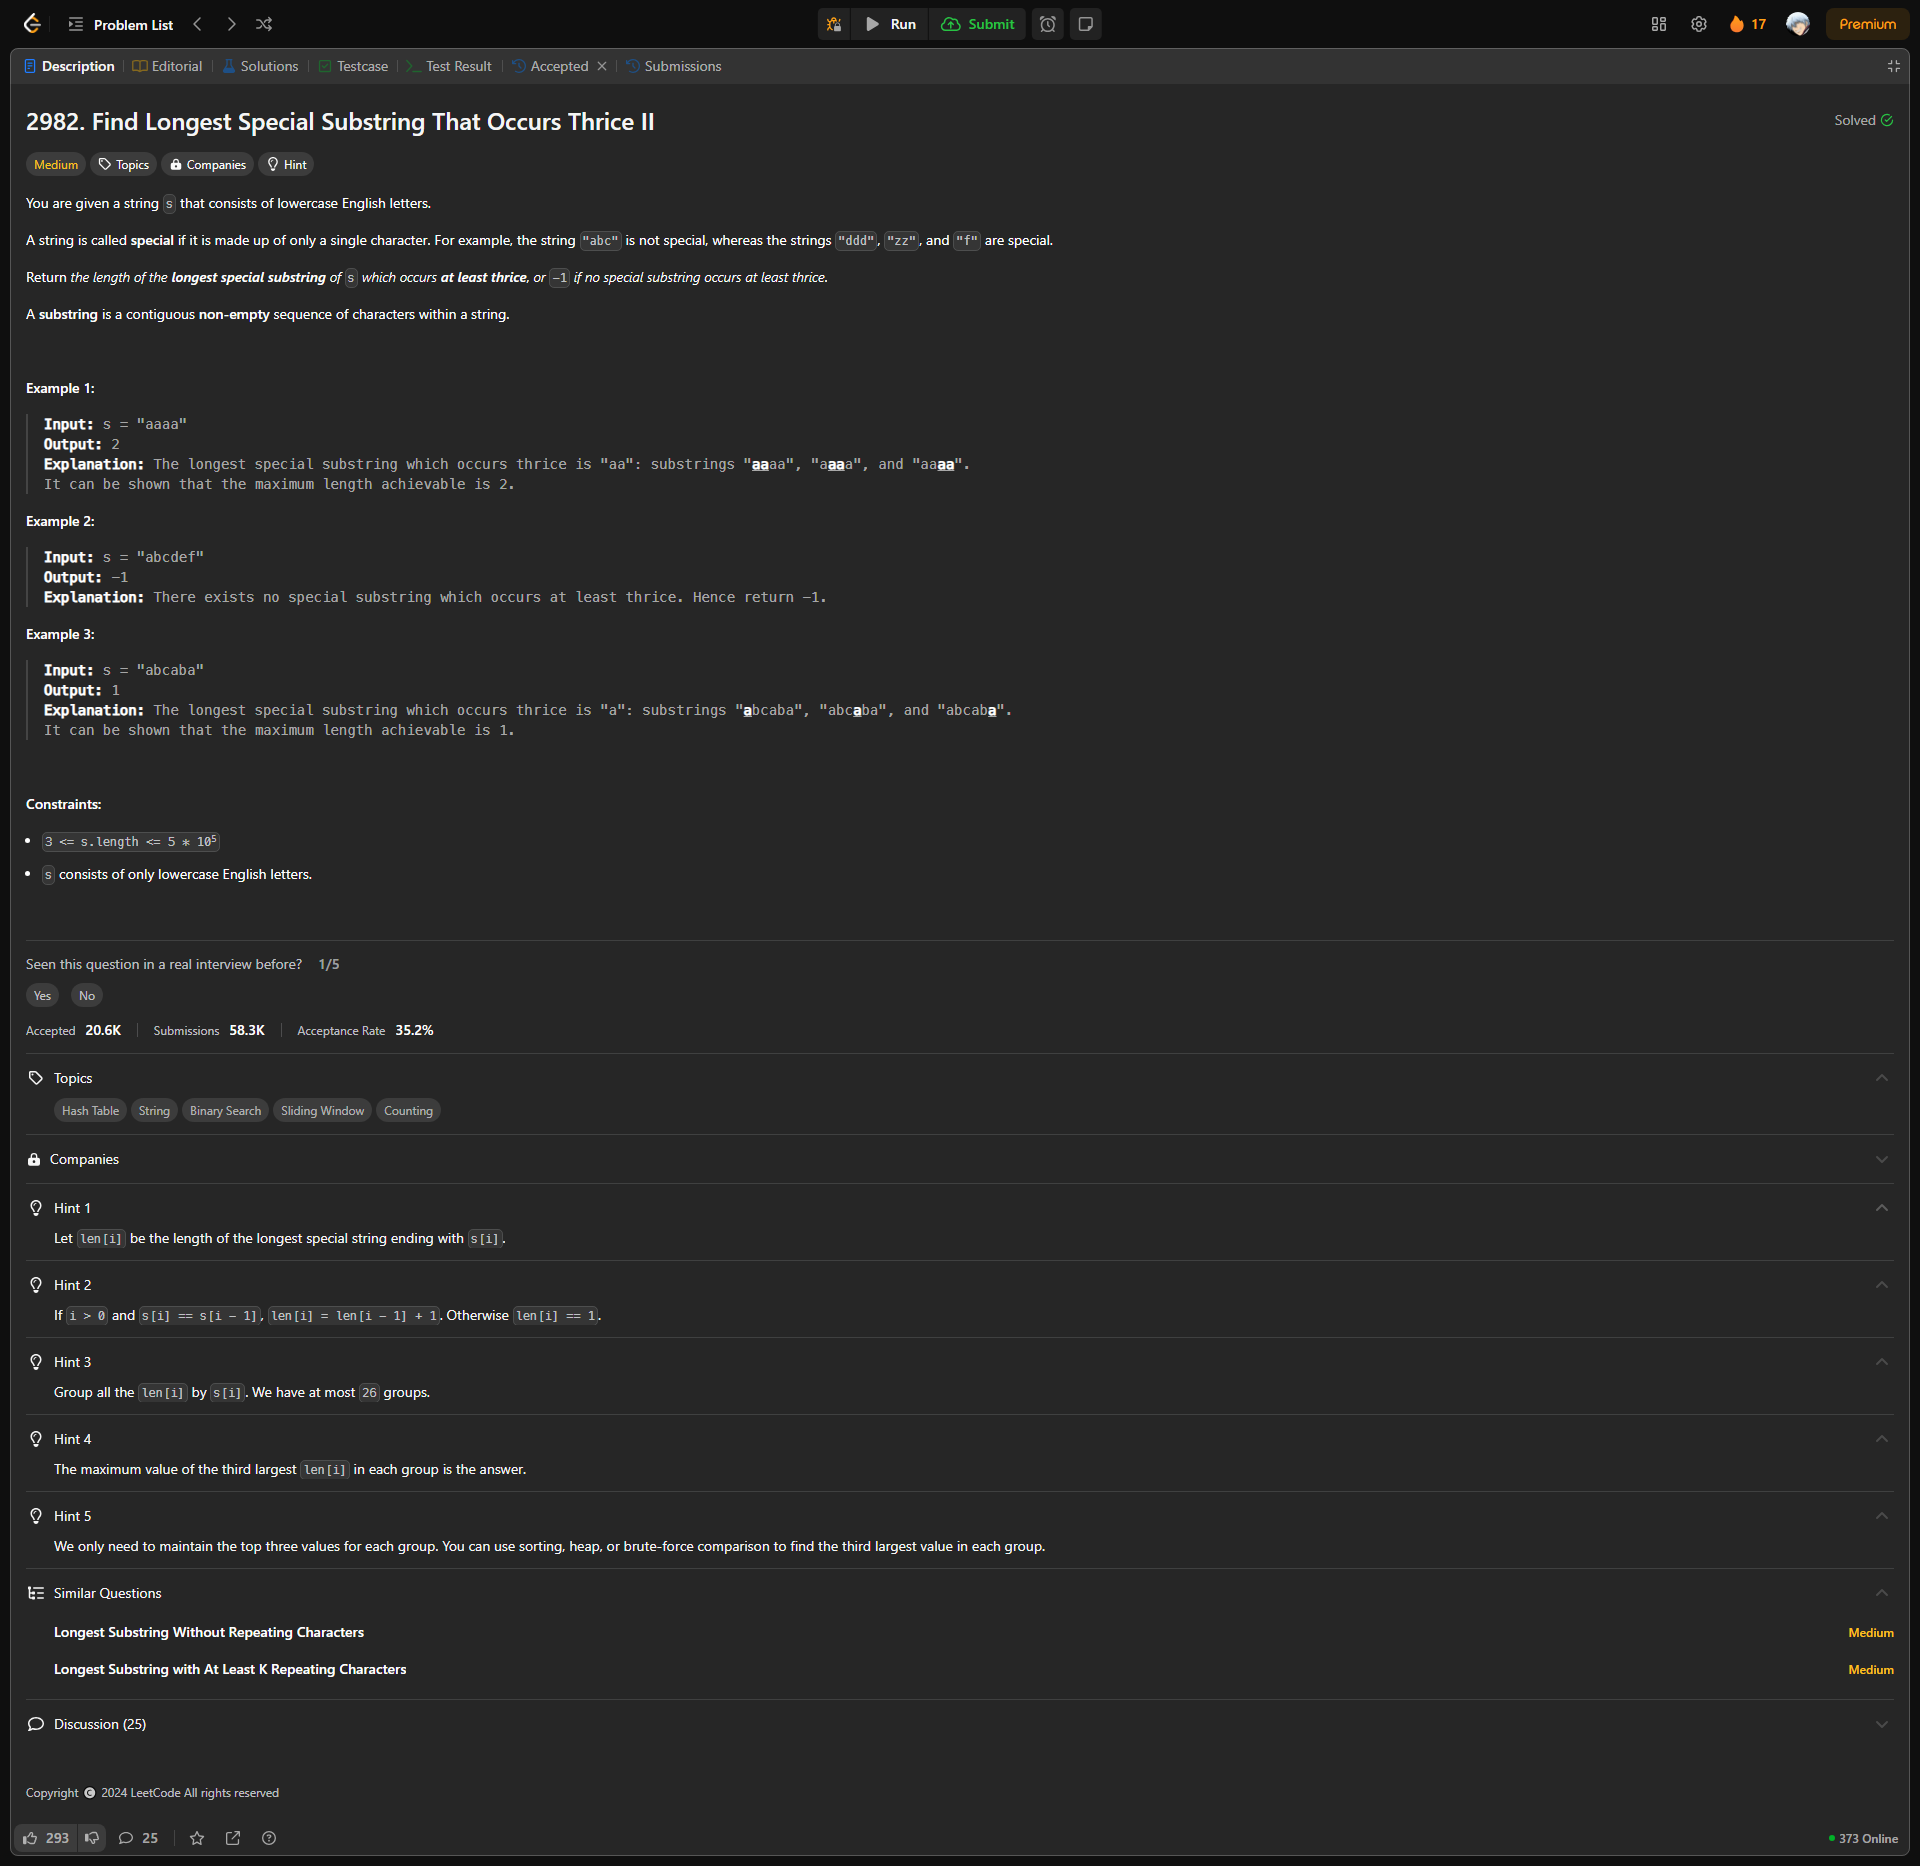 Problem List
Run
Submit
17
Premium
Description
Editorial
Solutions
Testcase
Test Result
Accepted
Submissions
2982. Find Longest Special Substring That Occurs Thrice II
Solved
Medium
Topics
Companies
Hint
You are given a string s that consists of lowercase English letters.
A string is called special if it is made up of only a single character. For example, the string "abc" is not special, whereas the strings "ddd", "zz", and "f" are special.
Return the length of the longest special substring of s which occurs at least thrice, or -1 if no special substring occurs at least thrice.
A substring is a contiguous non-empty sequence of characters within a string.
Example 1:
Input: s = "aaaa"
Output: 2
Explanation: The longest special substring which occurs thrice is "aa": substrings "aaaa", "aaaa", and "aaaa".
It can be shown that the maximum length achievable is 2.
Example 2:
Input: s = "abcdef"
Output: -1
Explanation: There exists no special substring which occurs at least thrice. Hence return -1.
Example 3:
Input: s = "abcaba"
Output: 1
Explanation: The longest special substring which occurs thrice is "a": substrings "abcaba", "abcaba", and "abcaba".
It can be shown that the maximum length achievable is 1.
Constraints:
• 3 <= s.length <= 5 * 10⁵
• s consists of only lowercase English letters.
Seen this question in a real interview before? 1/5
Yes No
Accepted 20.6K Submissions 58.3K Acceptance Rate 35.2%
Topics
Hash Table String Binary Search Sliding Window Counting
Companies
Hint 1
Let len[i] be the length of the longest special string ending with s[i].
Hint 2
If i > 0 and s[i] == s[i - 1], len[i] = len[i - 1] + 1. Otherwise len[i] == 1.
Hint 3
Group all the len[i] by s[i]. We have at most 26 groups.
Hint 4
The maximum value of the third largest len[i] in each group is the answer.
Hint 5
We only need to maintain the top three values for each group. You can use sorting, heap, or brute-force comparison to find the third largest value in each group.
Similar Questions
Longest Substring Without Repeating Characters Medium
Longest Substring with At Least K Repeating Characters Medium
Discussion (25)
Copyright © 2024 LeetCode All rights reserved
293 25 373 Online